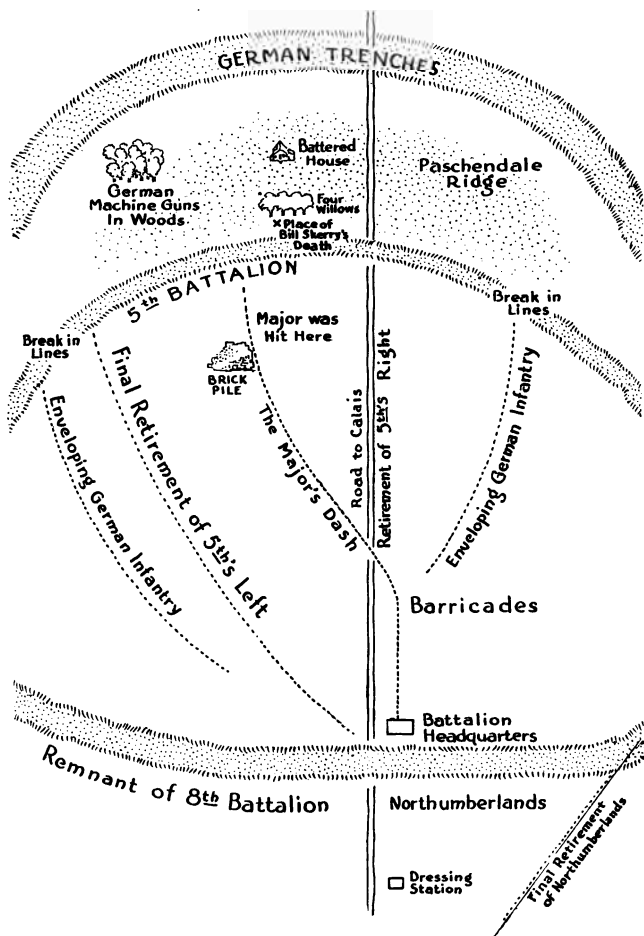 GERMAN TRENCHES
Battered
House
Paschendale
Ridge
German
Machine Guns
In Woods
Four
Willows
× Place of
Bill Skerry's
Death
5th BATTALION
Break in
Lines
Break in
Lines
Major was
Hit Here
BRICK
PILE
Final Retirement of 5th's Left
The Major's Dash
Road to Calais
Retirement of 5th's Right
Enveloping German Infantry
Enveloping German Infantry
Barricades
Battalion
Headquarters
Remnant of 8th Battalion
Northumberlands
Final Retirement
of Northumberlands
Dressing
Station